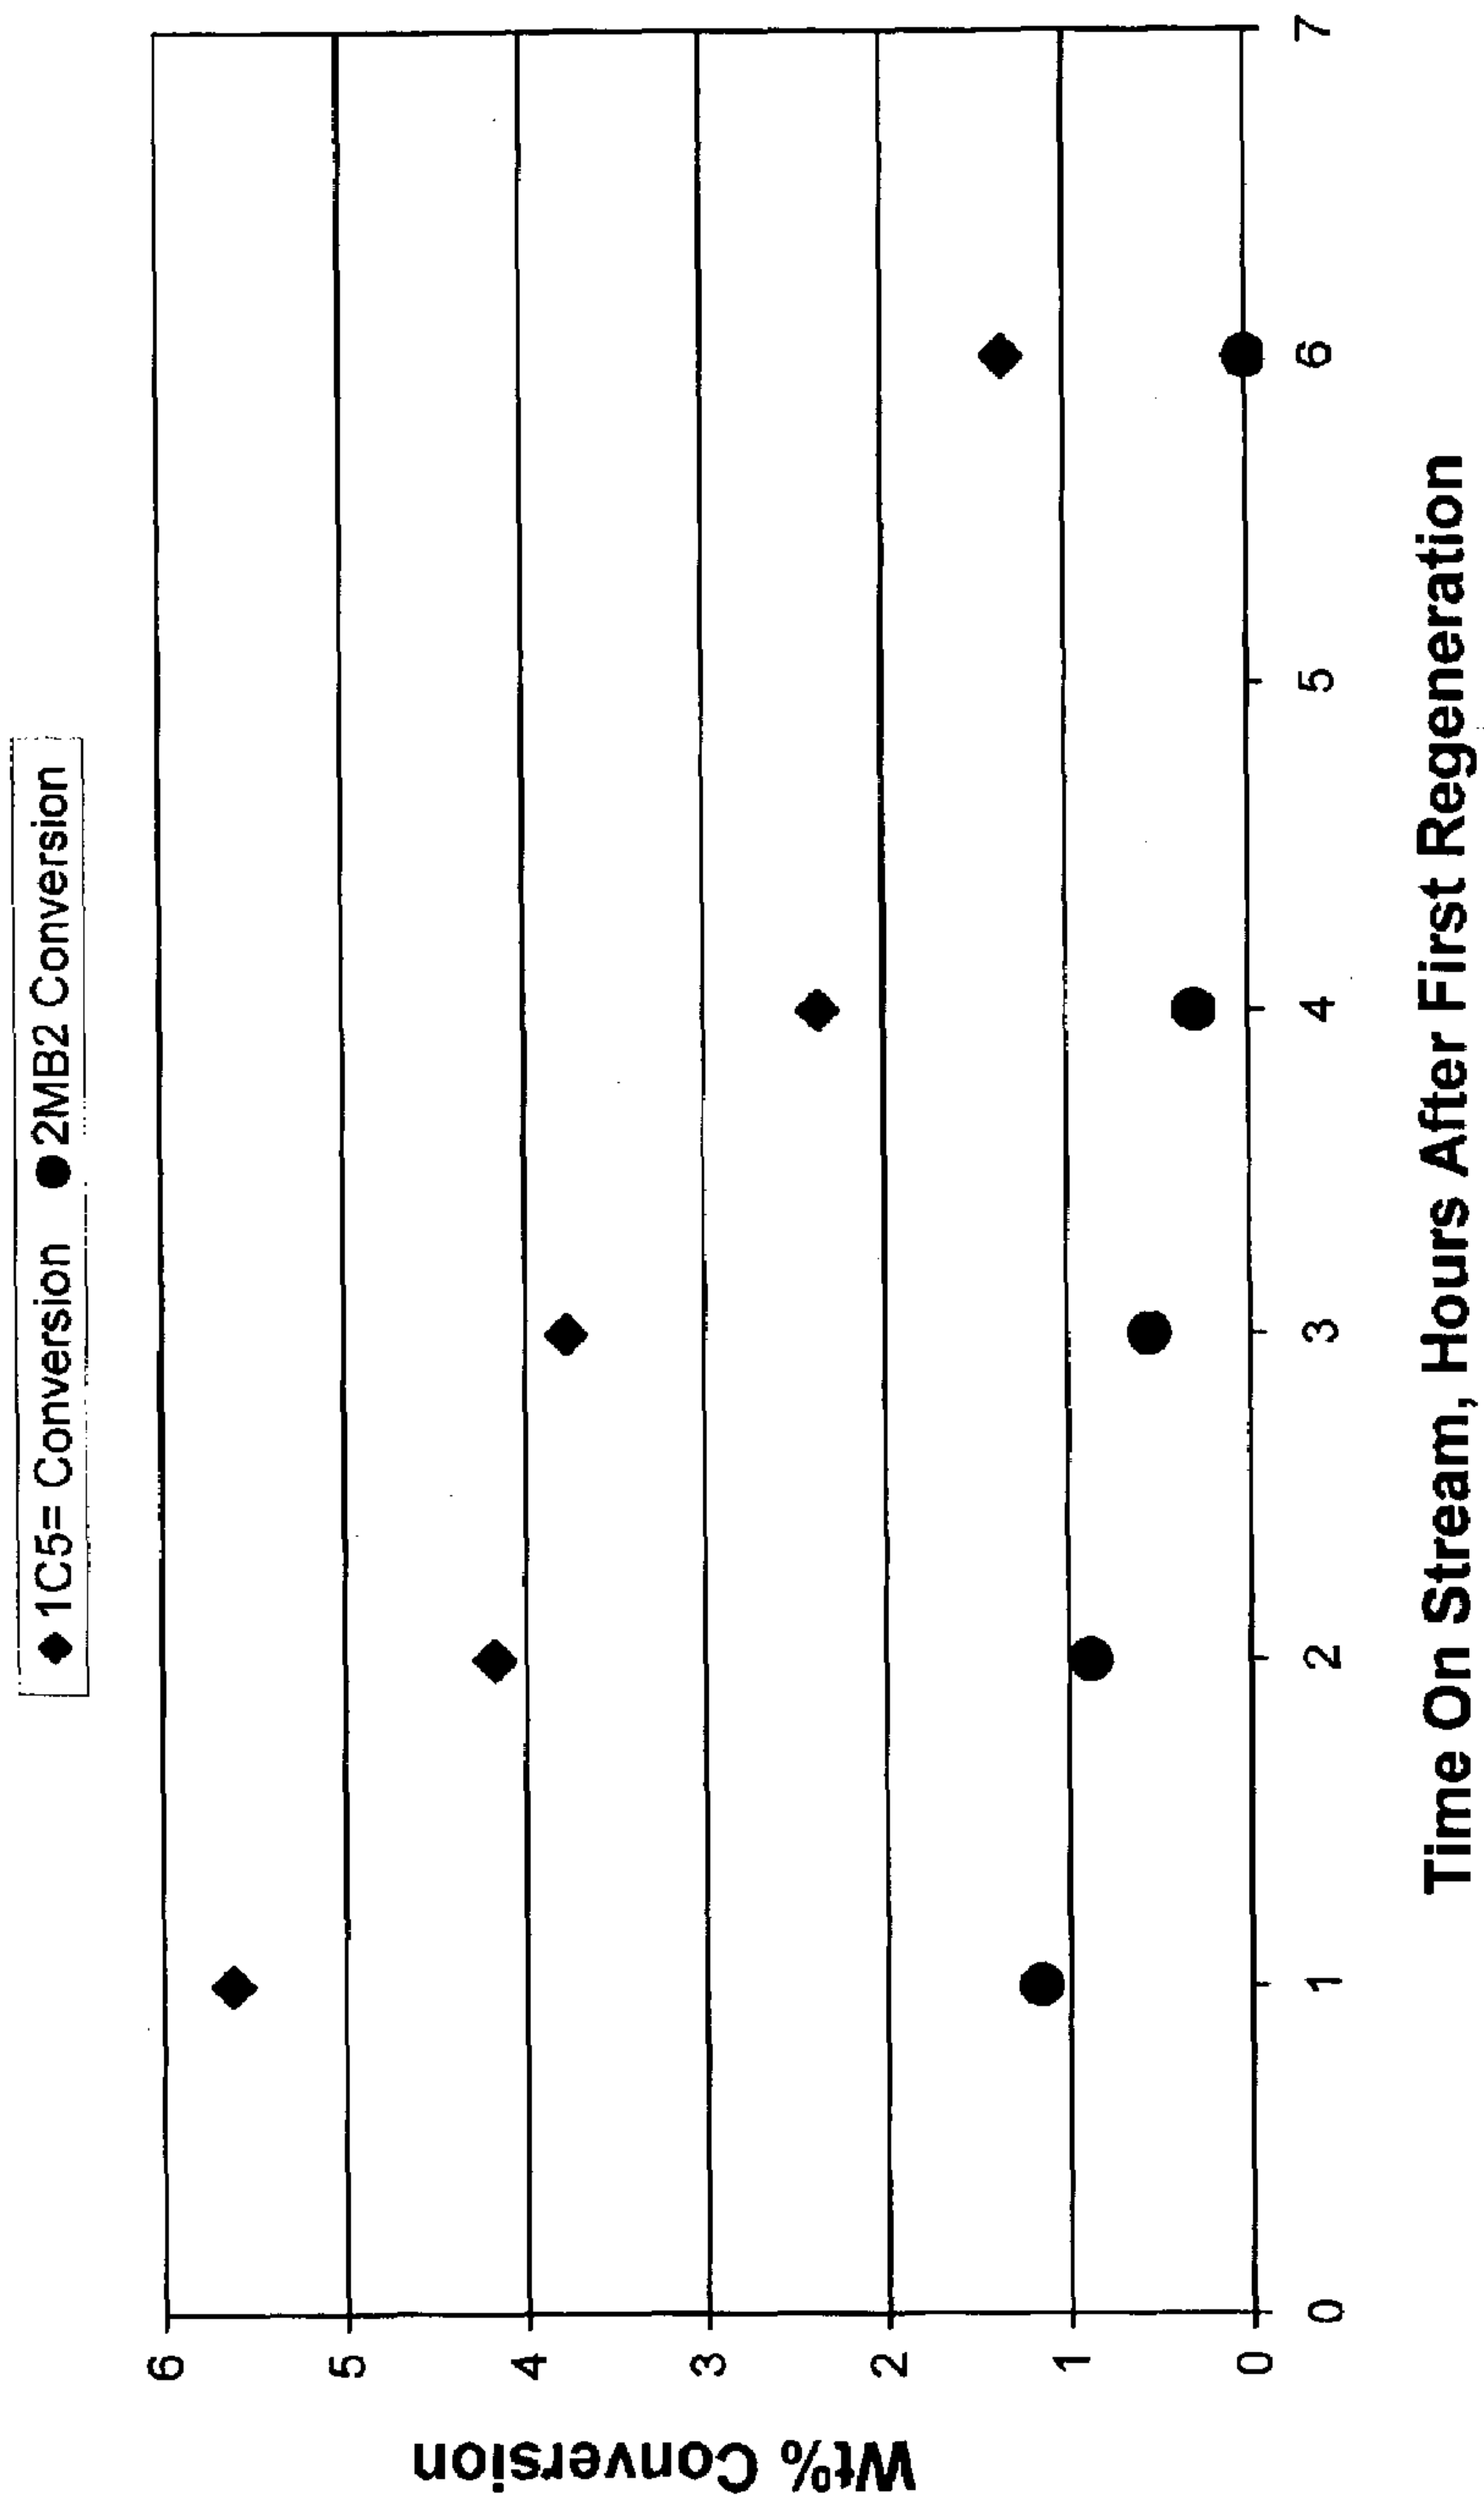 ◆ 1C5= Conversion ● 2MB2 Conversion
Wt% Conversion
6
5
4
3
2
1
0
0 1 2 3 4 5 6 7
Time On Stream, Hours After First Regeneration